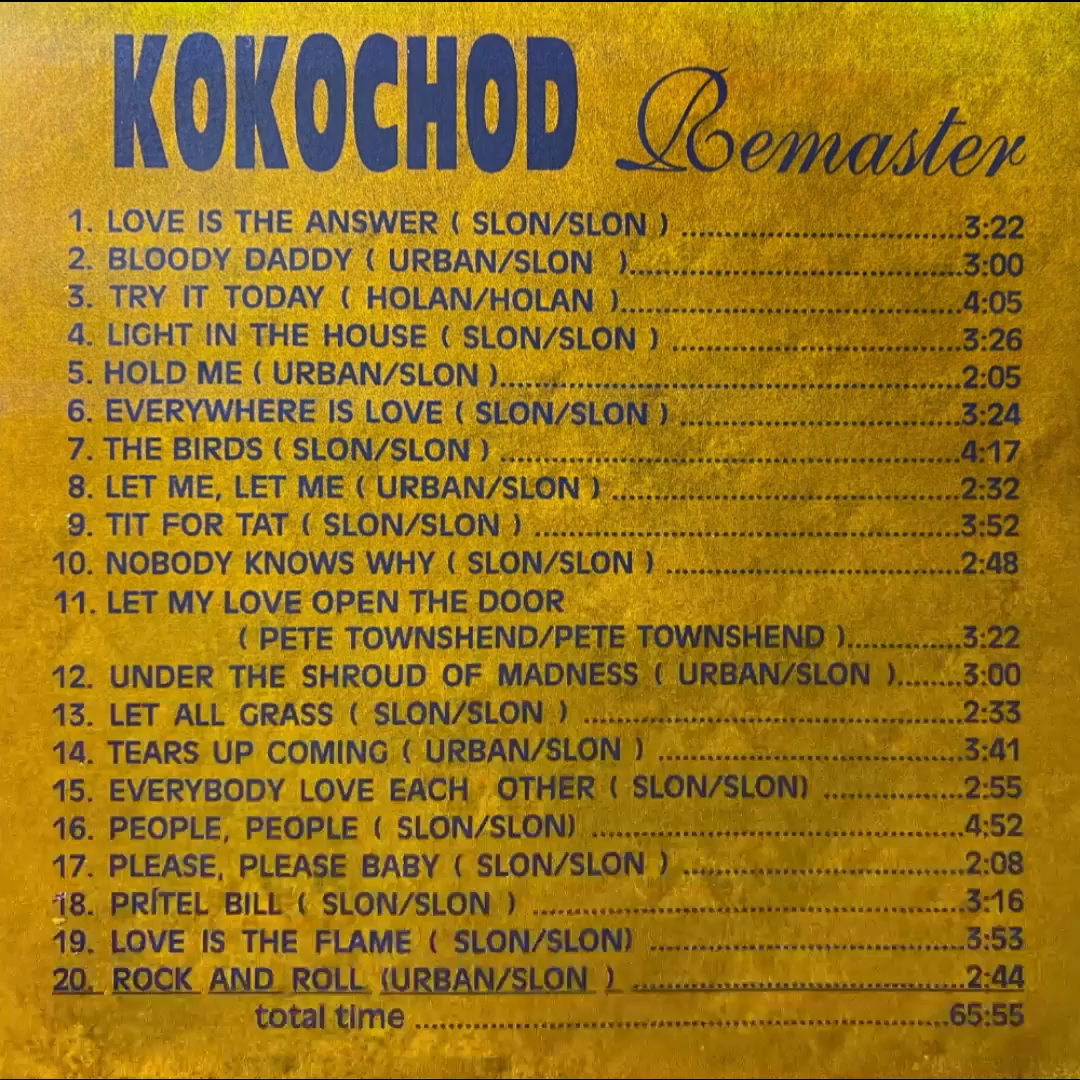 KOKOCHOD Remaster
1. LOVE IS THE ANSWER ( SLON/SLON ) ........................................3:22
2. BLOODY DADDY ( URBAN/SLON )................................................3:00
3. TRY IT TODAY ( HOLAN/HOLAN )................................................4:05
4. LIGHT IN THE HOUSE ( SLON/SLON ) ........................................3:26
5. HOLD ME ( URBAN/SLON )................................................2:05
6. EVERYWHERE IS LOVE ( SLON/SLON ) ........................................3:24
7. THE BIRDS ( SLON/SLON ) ................................................4:17
8. LET ME, LET ME ( URBAN/SLON ) ........................................2:32
9. TIT FOR TAT ( SLON/SLON ) ................................................3:52
10. NOBODY KNOWS WHY ( SLON/SLON ) ........................................2:48
11. LET MY LOVE OPEN THE DOOR
( PETE TOWNSHEND/PETE TOWNSHEND )...............3:22
12. UNDER THE SHROUD OF MADNESS ( URBAN/SLON ).........3:00
13. LET ALL GRASS ( SLON/SLON ) ................................................2:33
14. TEARS UP COMING ( URBAN/SLON ) ........................................3:41
15. EVERYBODY LOVE EACH OTHER ( SLON/SLON) ...................2:55
16. PEOPLE, PEOPLE ( SLON/SLON) ........................................4:52
17. PLEASE, PLEASE BABY ( SLON/SLON ) ........................................2:08
18. PRÍTEL BILL ( SLON/SLON ) ................................................3:16
19. LOVE IS THE FLAME ( SLON/SLON) ........................................3:53
20. ROCK AND ROLL (URBAN/SLON ) ........................................2:44
total time ................................................................65:55